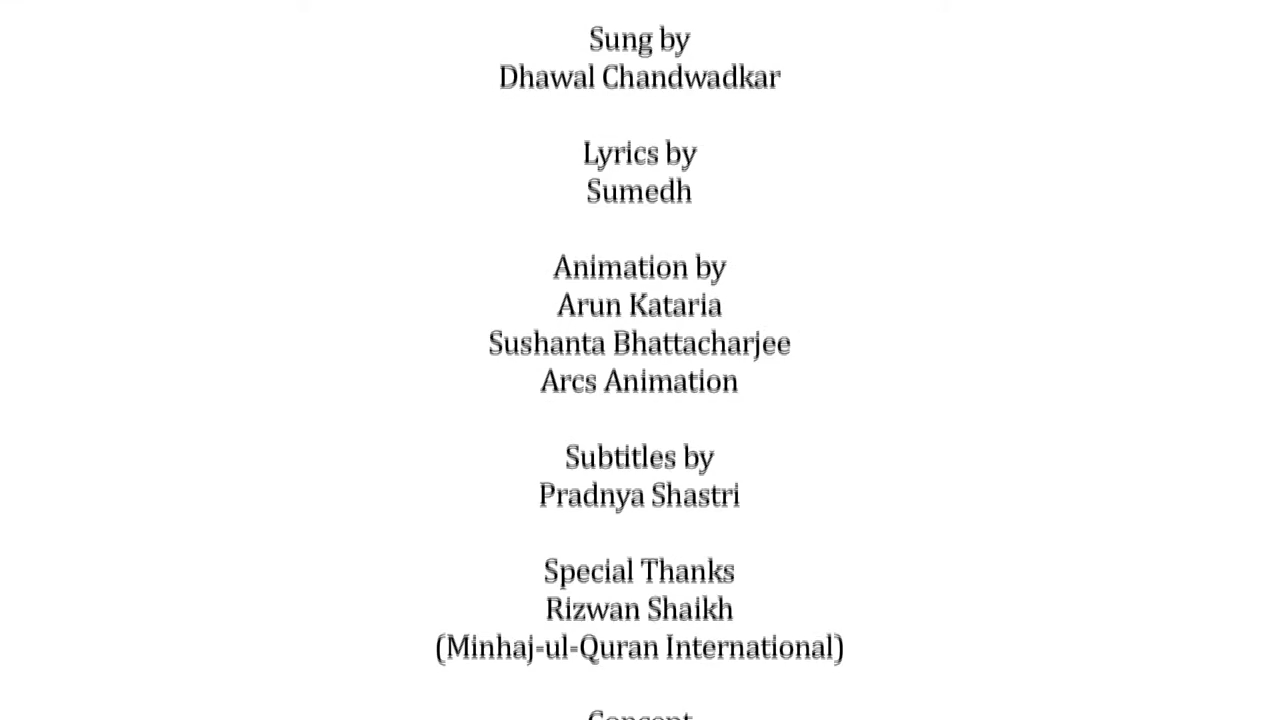 Sung by
Dhawal Chandwadkar
Lyrics by
Sumedh
Animation by
Arun Kataria
Sushanta Bhattacharjee
Arcs Animation
Subtitles by
Pradnya Shastri
Special Thanks
Rizwan Shaikh
(Minhaj-ul-Quran International)
Concept